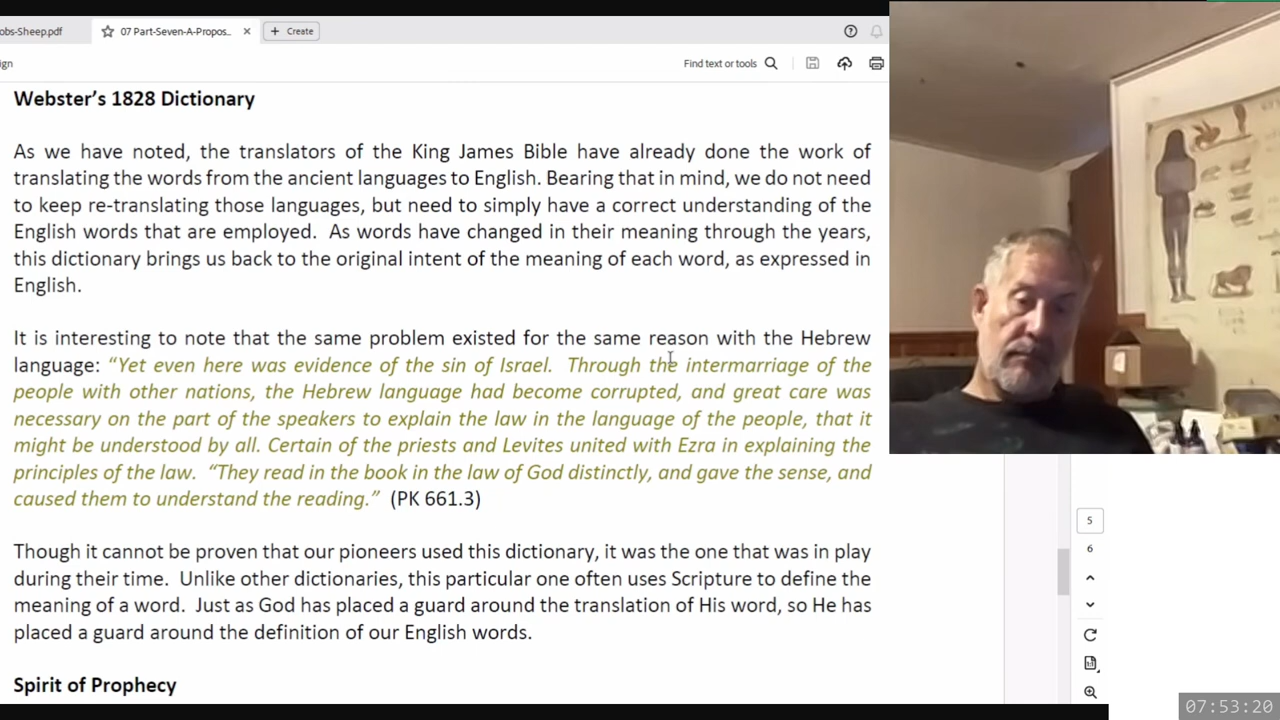 obs-Sheep.pdf
07 Part-Seven-A-Propos...
Create
ign
Find text or tools
Webster's 1828 Dictionary
As we have noted, the translators of the King James Bible have already done the work of
translating the words from the ancient languages to English. Bearing that in mind, we do not need
to keep re-translating those languages, but need to simply have a correct understanding of the
English words that are employed.  As words have changed in their meaning through the years,
this dictionary brings us back to the original intent of the meaning of each word, as expressed in
English.
It is interesting to note that the same problem existed for the same reason with the Hebrew
language: "Yet even here was evidence of the sin of Israel.  Through the intermarriage of the
people with other nations, the Hebrew language had become corrupted, and great care was
necessary on the part of the speakers to explain the law in the language of the people, that it
might be understood by all. Certain of the priests and Levites united with Ezra in explaining the
principles of the law.  "They read in the book in the law of God distinctly, and gave the sense, and
caused them to understand the reading."  (PK 661.3)
Though it cannot be proven that our pioneers used this dictionary, it was the one that was in play
during their time.  Unlike other dictionaries, this particular one often uses Scripture to define the
meaning of a word.  Just as God has placed a guard around the translation of His word, so He has
placed a guard around the definition of our English words.
Spirit of Prophecy
5
6
07:53:20